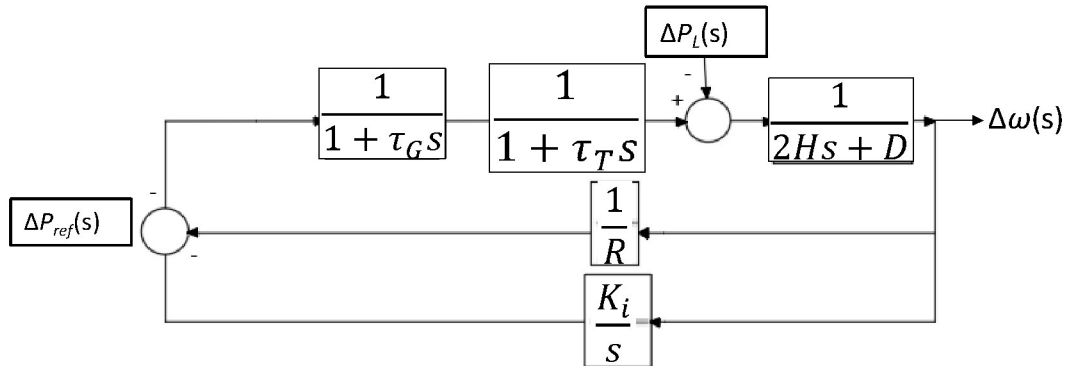 ΔP_L(s)
-
1
1 + τ_G s
1
1 + τ_T s
+
1
2Hs + D
Δω(s)
-
ΔP_ref(s)
-
1
R
K_i
s